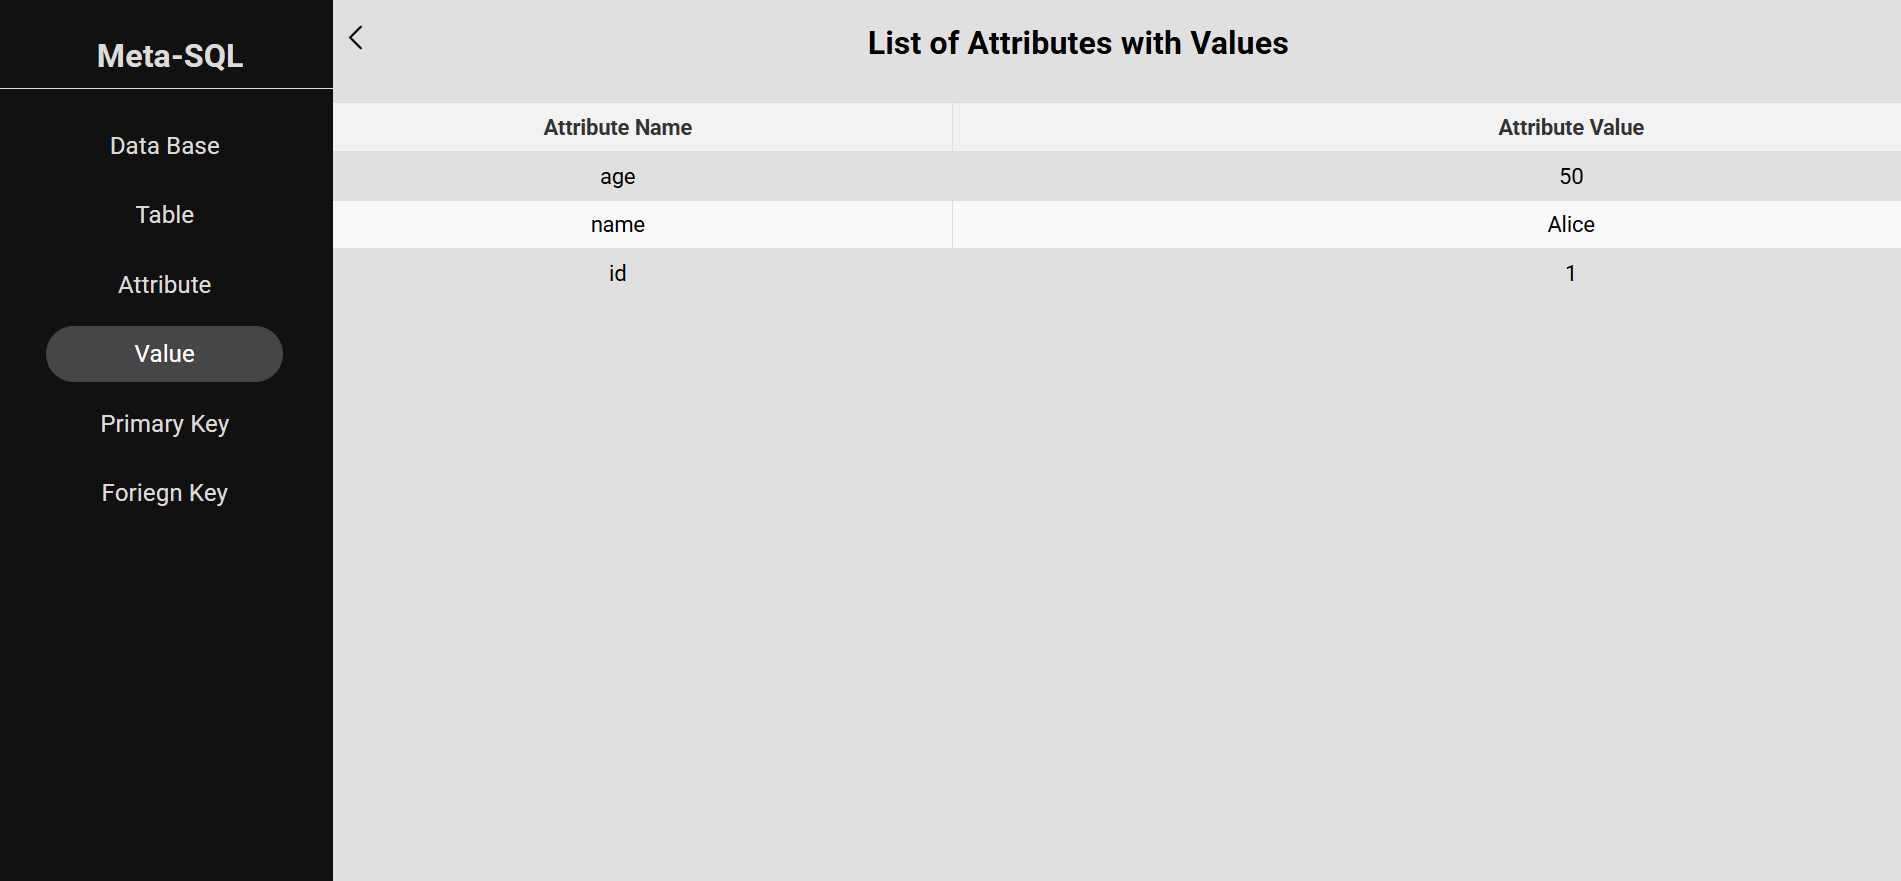 Meta-SQL
Data Base
Table
Attribute
Value
Primary Key
Foriegn Key
List of Attributes with Values
Attribute Name Attribute Value
age 50
name Alice
id 1